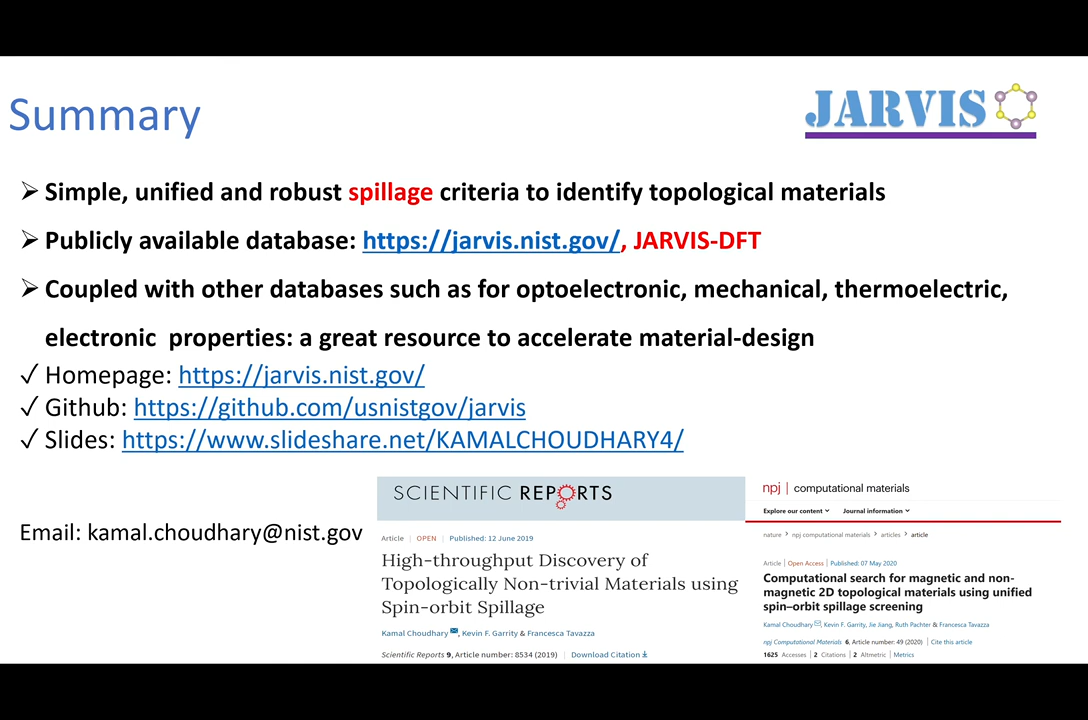 Summary
JARVIS
➢ Simple, unified and robust spillage criteria to identify topological materials
➢ Publicly available database: https://jarvis.nist.gov/, JARVIS-DFT
➢ Coupled with other databases such as for optoelectronic, mechanical, thermoelectric,
electronic properties: a great resource to accelerate material-design
✓ Homepage: https://jarvis.nist.gov/
✓ Github: https://github.com/usnistgov/jarvis
✓ Slides: https://www.slideshare.net/KAMALCHOUDHARY4/
Email: kamal.choudhary@nist.gov
SCIENTIFIC REPORTS
Article | OPEN | Published: 12 June 2019
High-throughput Discovery of
Topologically Non-trivial Materials using
Spin-orbit Spillage
Kamal Choudhary, Kevin F. Garrity & Francesca Tavazza
Scientific Reports 9, Article number: 8534 (2019) | Download Citation
npj | computational materials
Explore our content Journal information
nature > npj computational materials > articles > article
Article | Open Access | Published: 07 May 2020
Computational search for magnetic and non-
magnetic 2D topological materials using unified
spin–orbit spillage screening
Kamal Choudhary, Kevin F. Garrity, Jie Jiang, Ruth Pachter & Francesca Tavazza
npj Computational Materials 6, Article number: 49 (2020) | Cite this article
1625 Accesses | 2 Citations | 2 Altmetric | Metrics